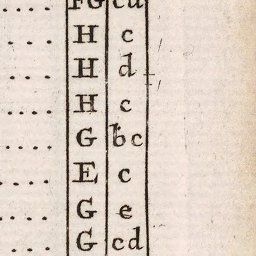 FG cd
.... H c
.... H d
.... H c
.... G bc
.... E c
.... G e
.... G cd